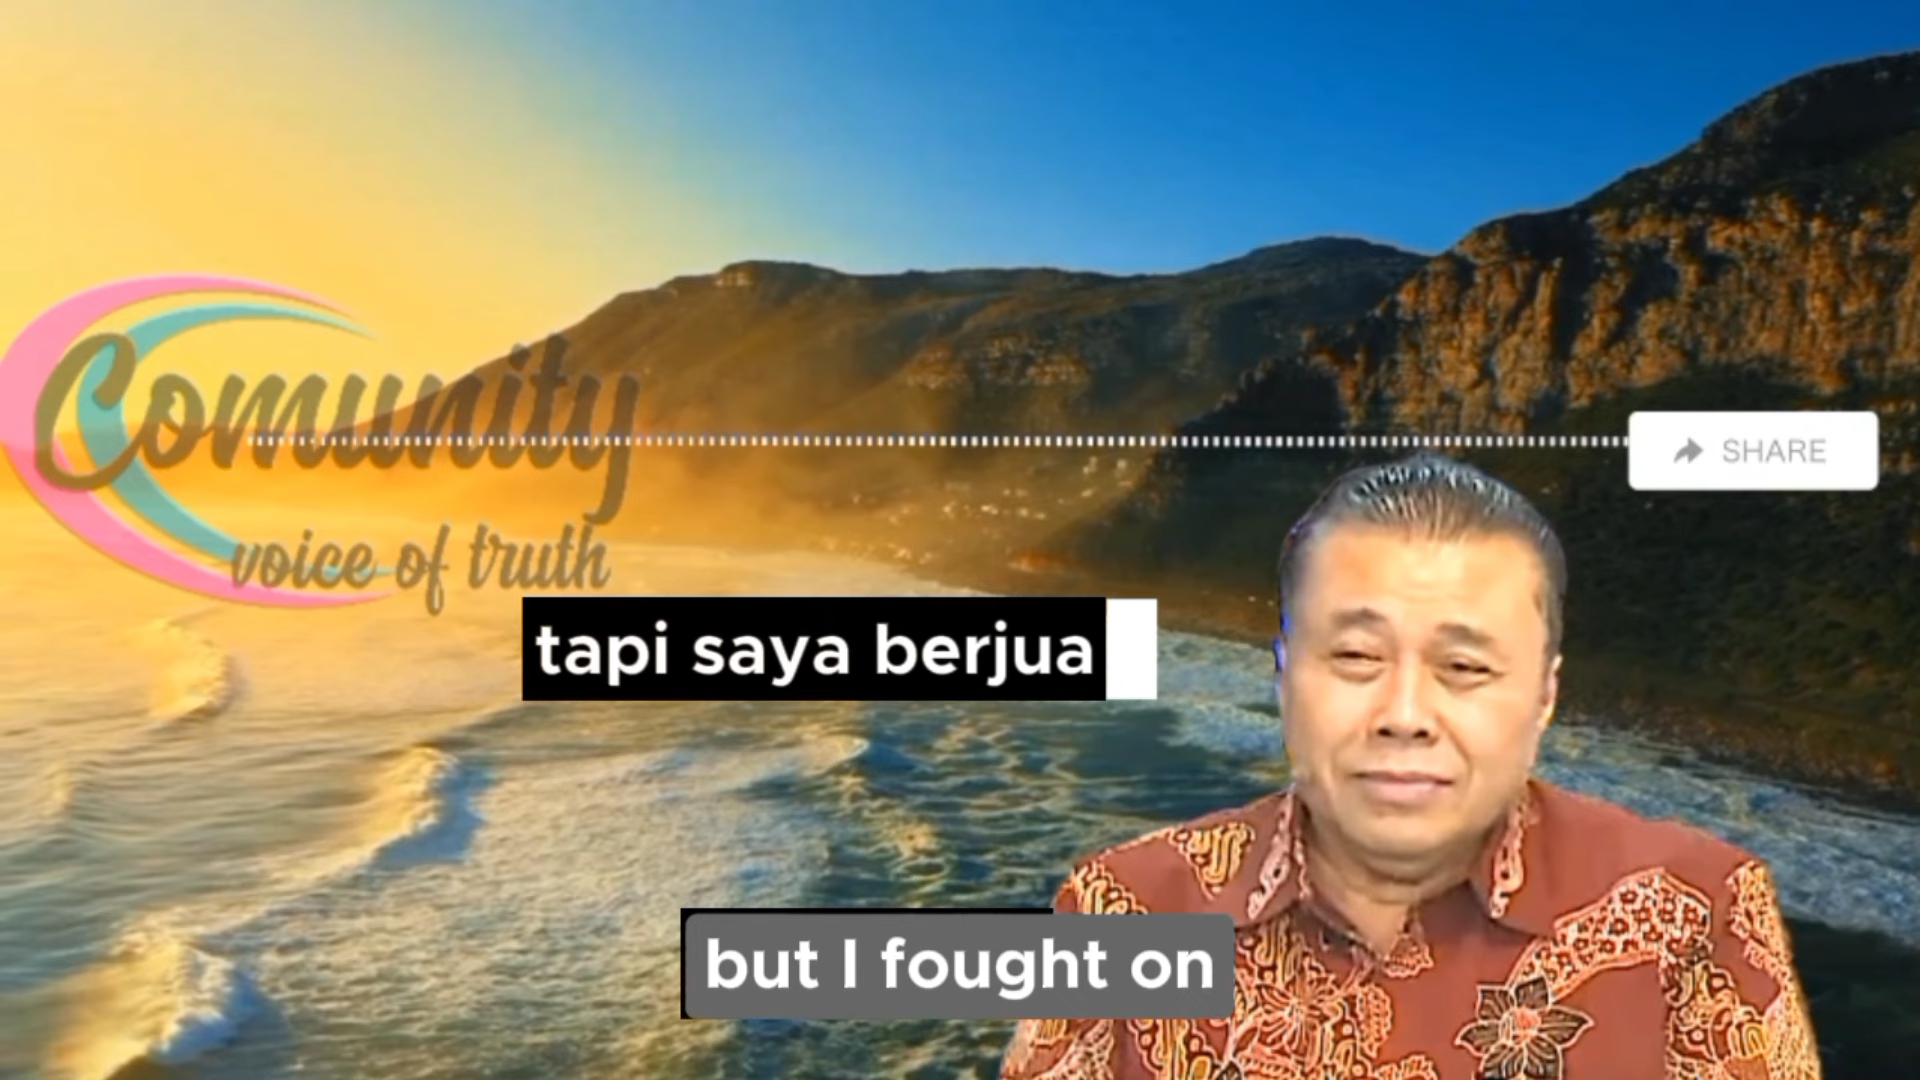 Comunity
voice of truth
SHARE
tapi saya berjua
but I fought on